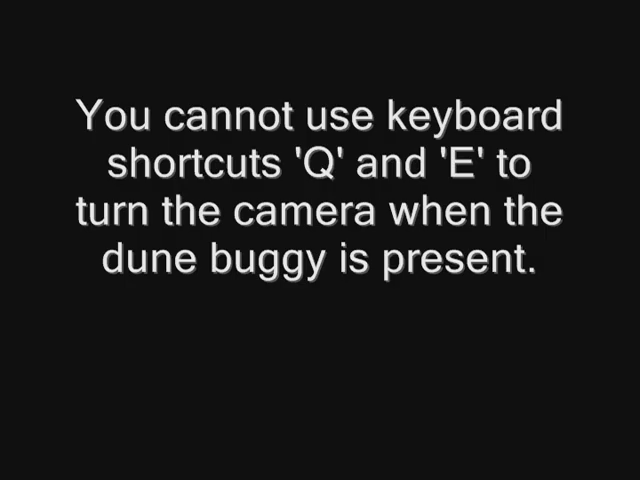 You cannot use keyboard
shortcuts 'Q' and 'E' to
turn the camera when the
dune buggy is present.